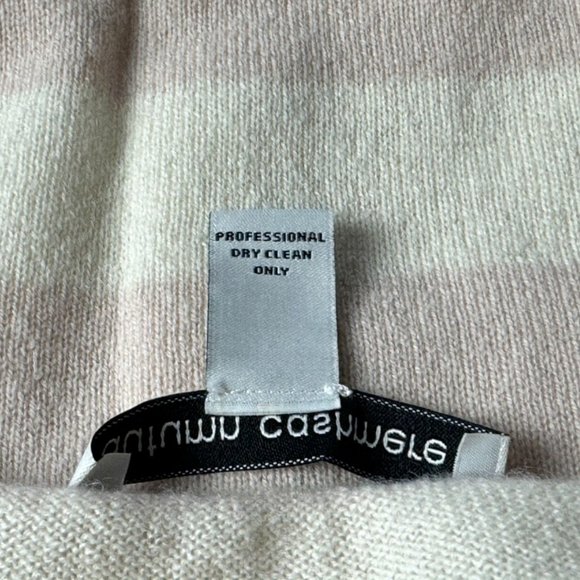 PROFESSIONAL
DRY CLEAN
ONLY
autumn cashmere